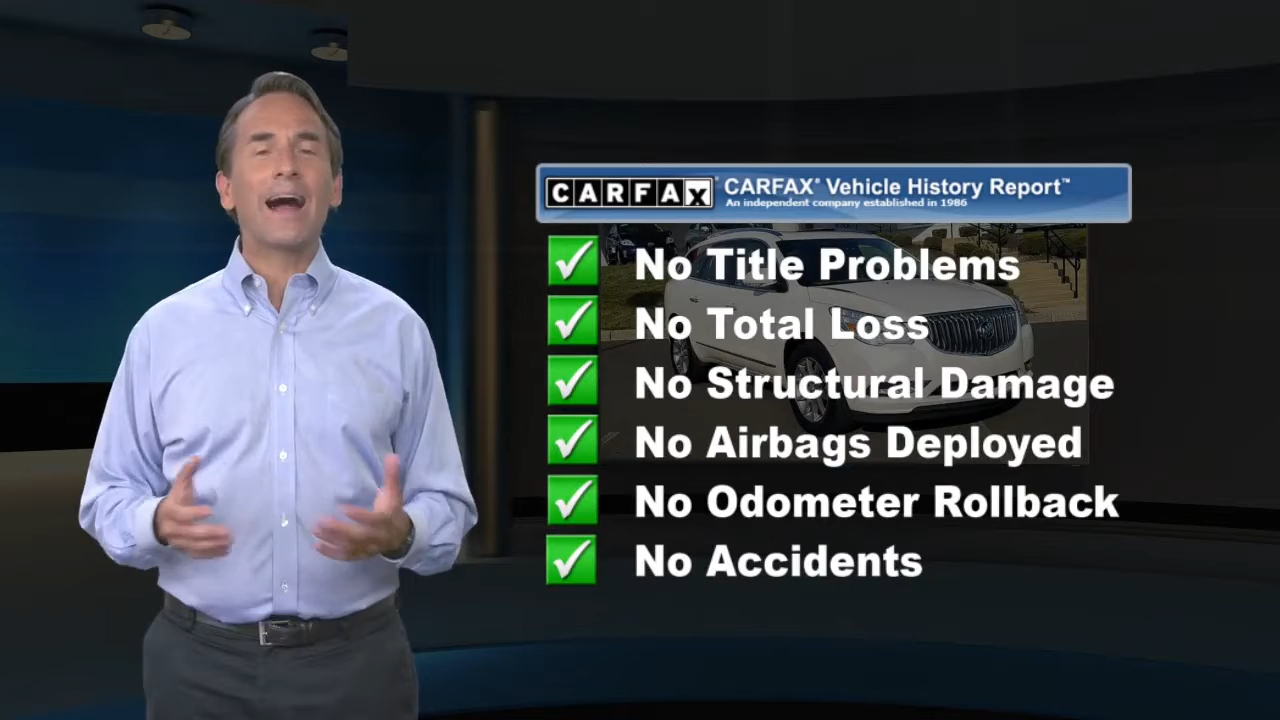 CARFAX® CARFAX® Vehicle History Report™
An independent company established in 1986
No Title Problems
No Total Loss
No Structural Damage
No Airbags Deployed
No Odometer Rollback
No Accidents